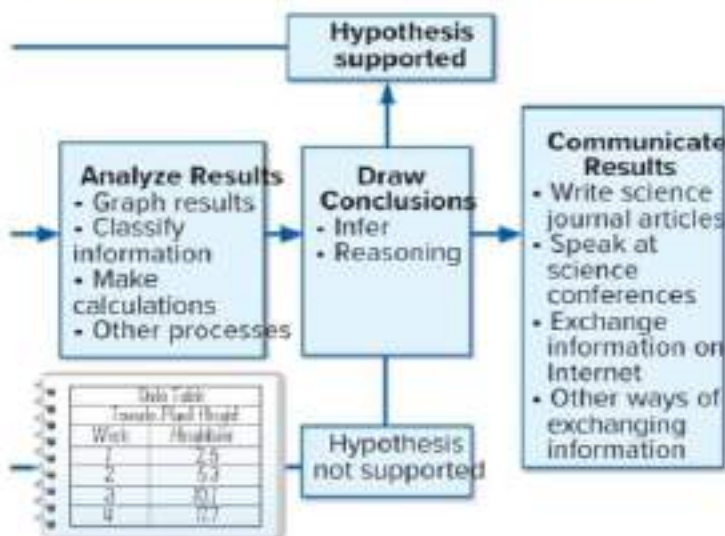 Hypothesis
supported
Analyze Results
• Graph results
• Classify
information
• Make
calculations
• Other processes
Draw
Conclusions
• Infer
• Reasoning
Communicate
Results
• Write science
journal articles
• Speak at
science
conferences
• Exchange
information on
Internet
• Other ways of
exchanging
information
Data Table
Tomato Plant Height
Week
1
2 5.3
3
4
Hypothesis
not supported